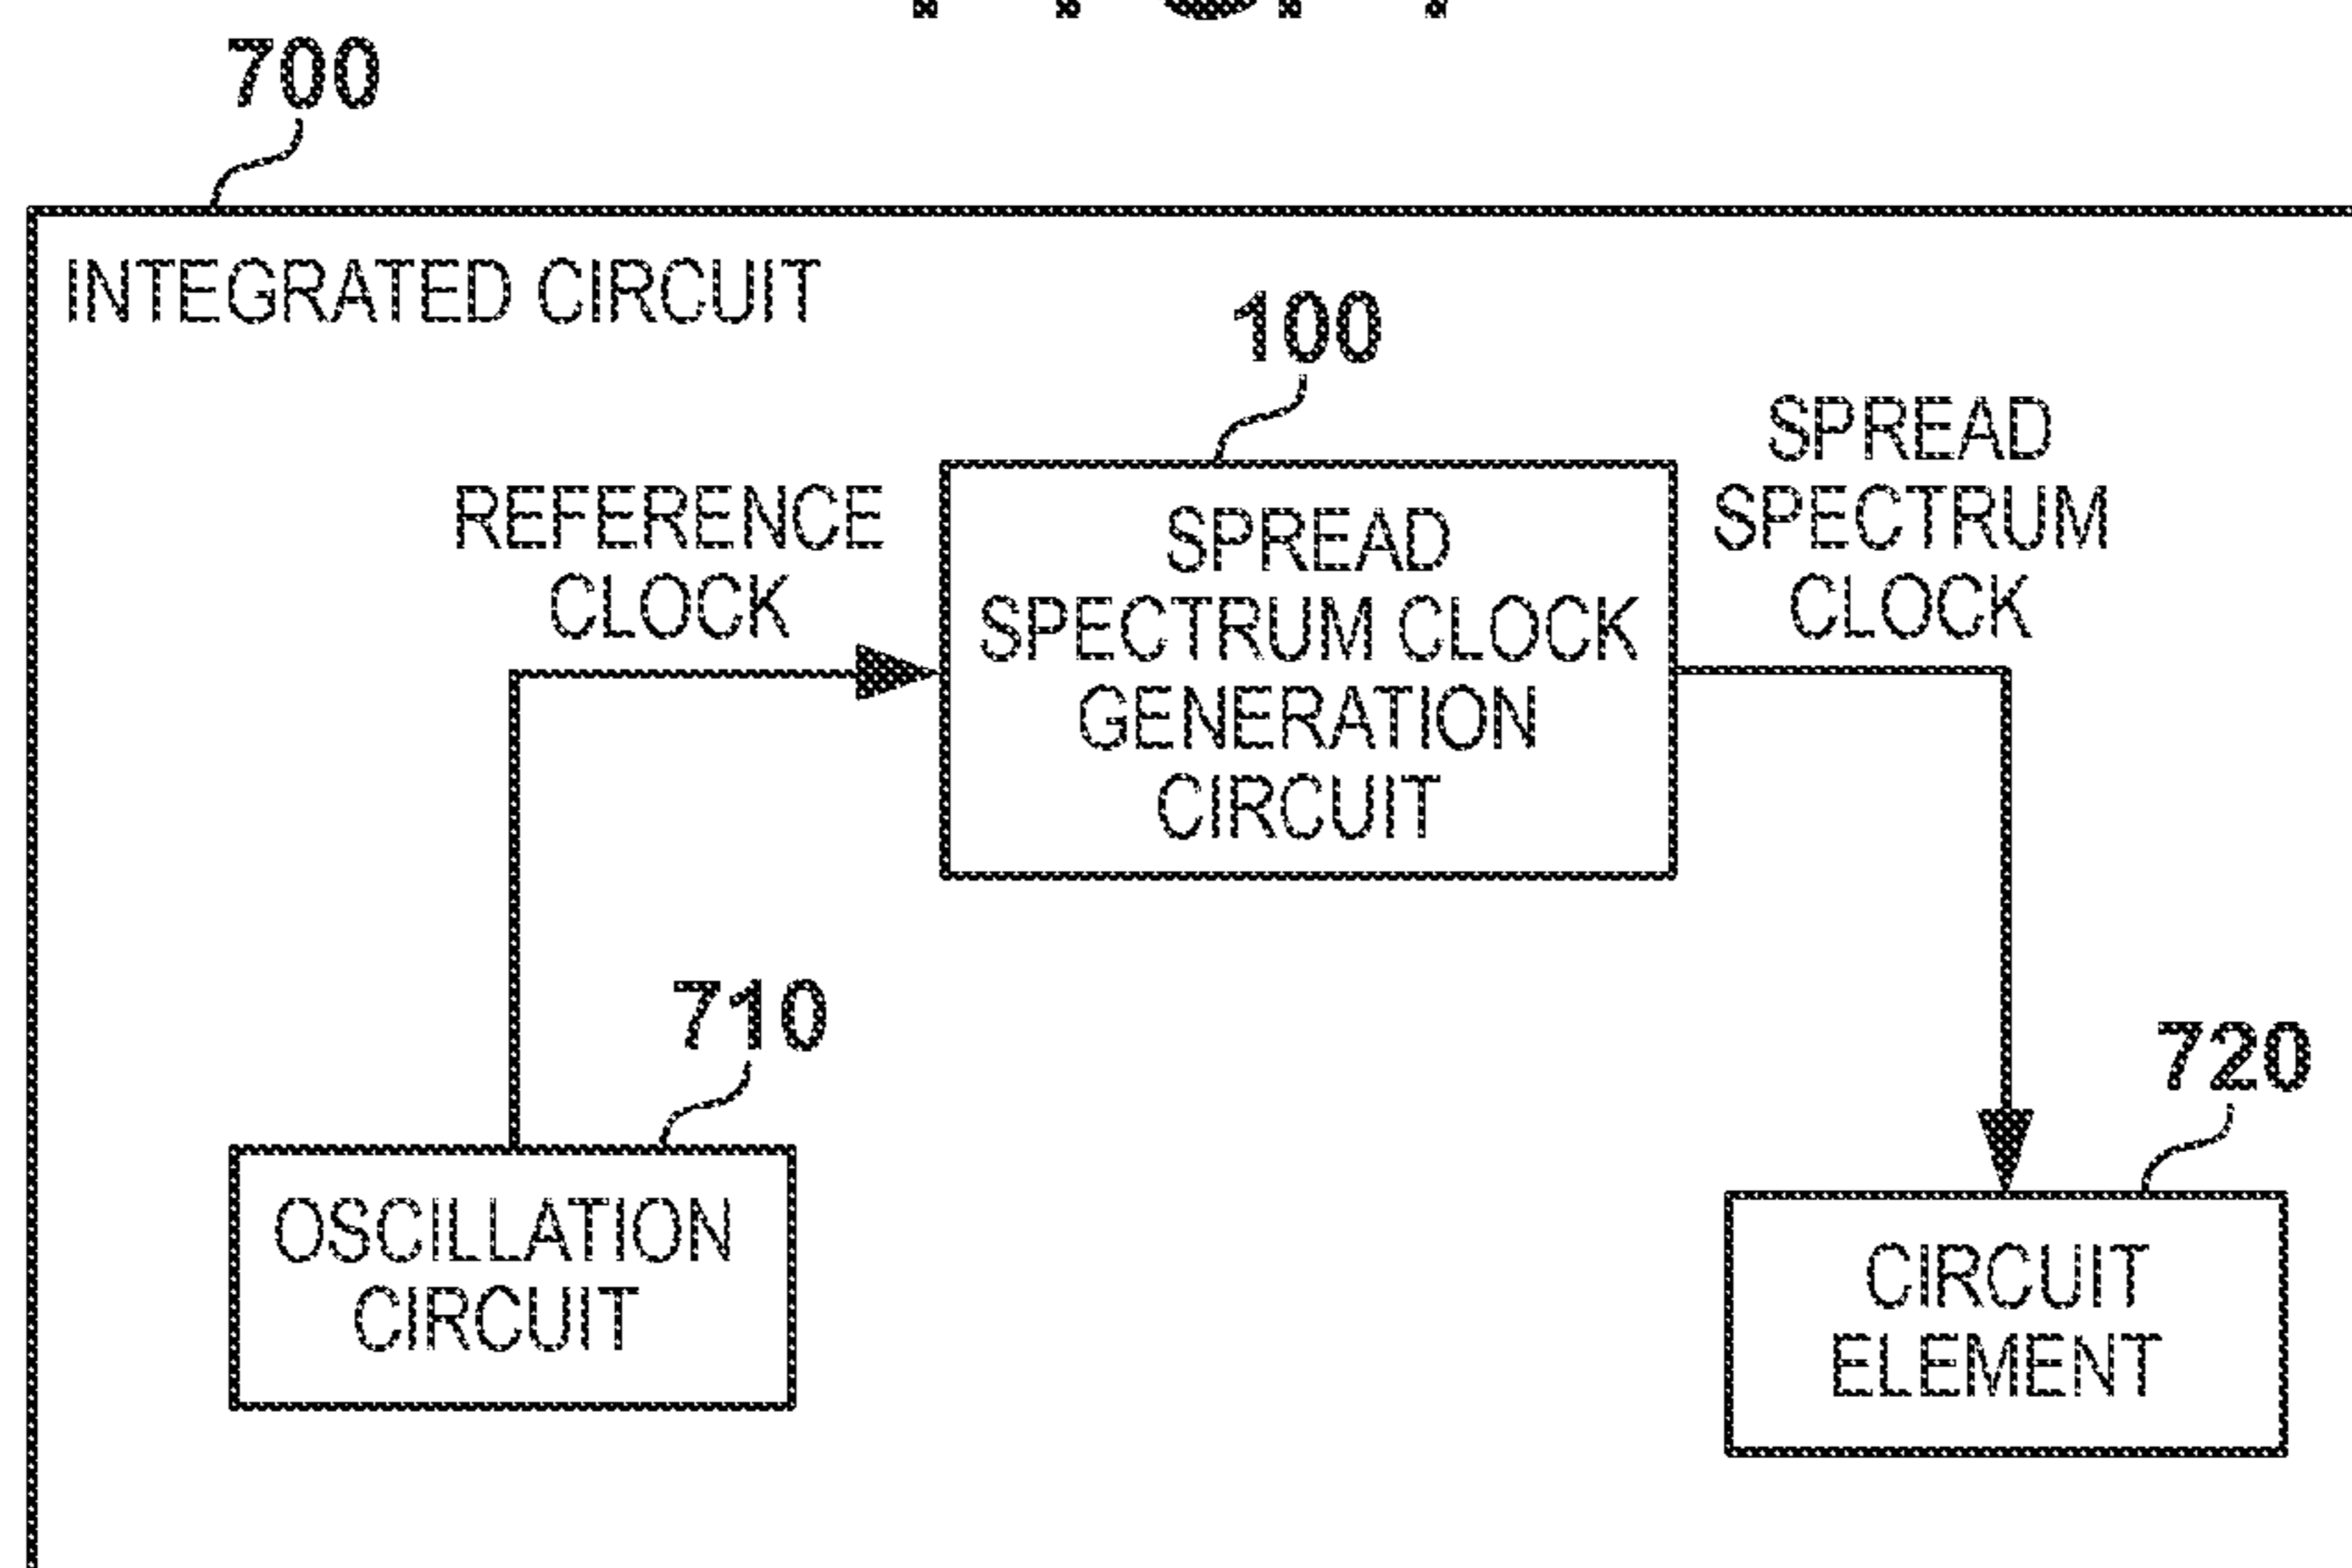 700
INTEGRATED CIRCUIT
100
REFERENCE
CLOCK
SPREAD
SPECTRUM CLOCK
GENERATION
CIRCUIT
SPREAD
SPECTRUM
CLOCK
710
OSCILLATION
CIRCUIT
720
CIRCUIT
ELEMENT